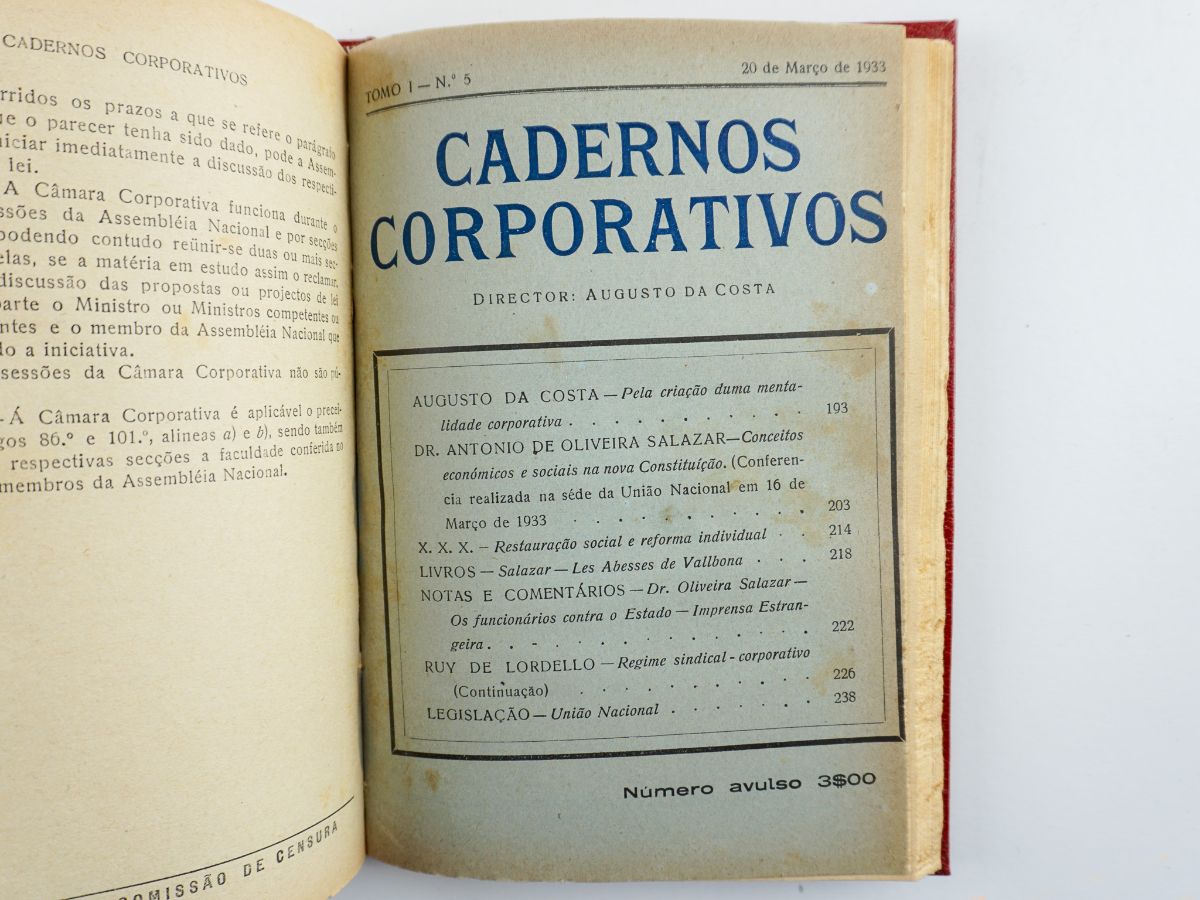 CADERNOS CORPORATIVOS
rridos os prazos a que se refere o parágrafo
e o parecer tenha sido dado, pode a Assem-
iciar imediatamente a discussão dos respecti-
lei.
A Câmara Corporativa funciona durante o
ssões da Assembléia Nacional e por secções
podendo contudo reünir-se duas ou mais sec-
elas, se a matéria em estudo assim o reclamar.
discussão das propostas ou projectos de lei
parte o Ministro ou Ministros competentes ou
ntes e o membro da Assembléia Nacional que
do a iniciativa.
sessões da Câmara Corporativa não são pú-
- Á Câmara Corporativa é aplicável o precei-
gos 86.º e 101.º, alineas a) e b), sendo também
respectivas secções a faculdade conferida no
membros da Assembléia Nacional.
COMISSÃO DE CENSURA
TOMO I — N.º 5 20 de Março de 1933
CADERNOS
CORPORATIVOS
DIRECTOR: AUGUSTO DA COSTA
AUGUSTO DA COSTA — Pela criação duma menta-
lidade corporativa . . . . . . . . . . 193
DR. ANTONIO DE OLIVEIRA SALAZAR—Conceitos
económicos e sociais na nova Constituição. (Conferen-
cia realizada na séde da União Nacional em 16 de
Março de 1933 . . . . . . . . . . 203
X. X. X. – Restauração social e reforma individual . . 214
LIVROS — Salazar — Les Abesses de Vallbona . . . 218
NOTAS E COMENTÁRIOS — Dr. Oliveira Salazar —
Os funcionários contra o Estado — Imprensa Estran-
geira . . - . . . . . . . . . . . 222
RUY DE LORDELLO — Regime sindical - corporativo
(Continuação) . . . . . . . . . . 226
LEGISLAÇÃO — União Nacional . . . . . . . 238
Número avulso 3$00